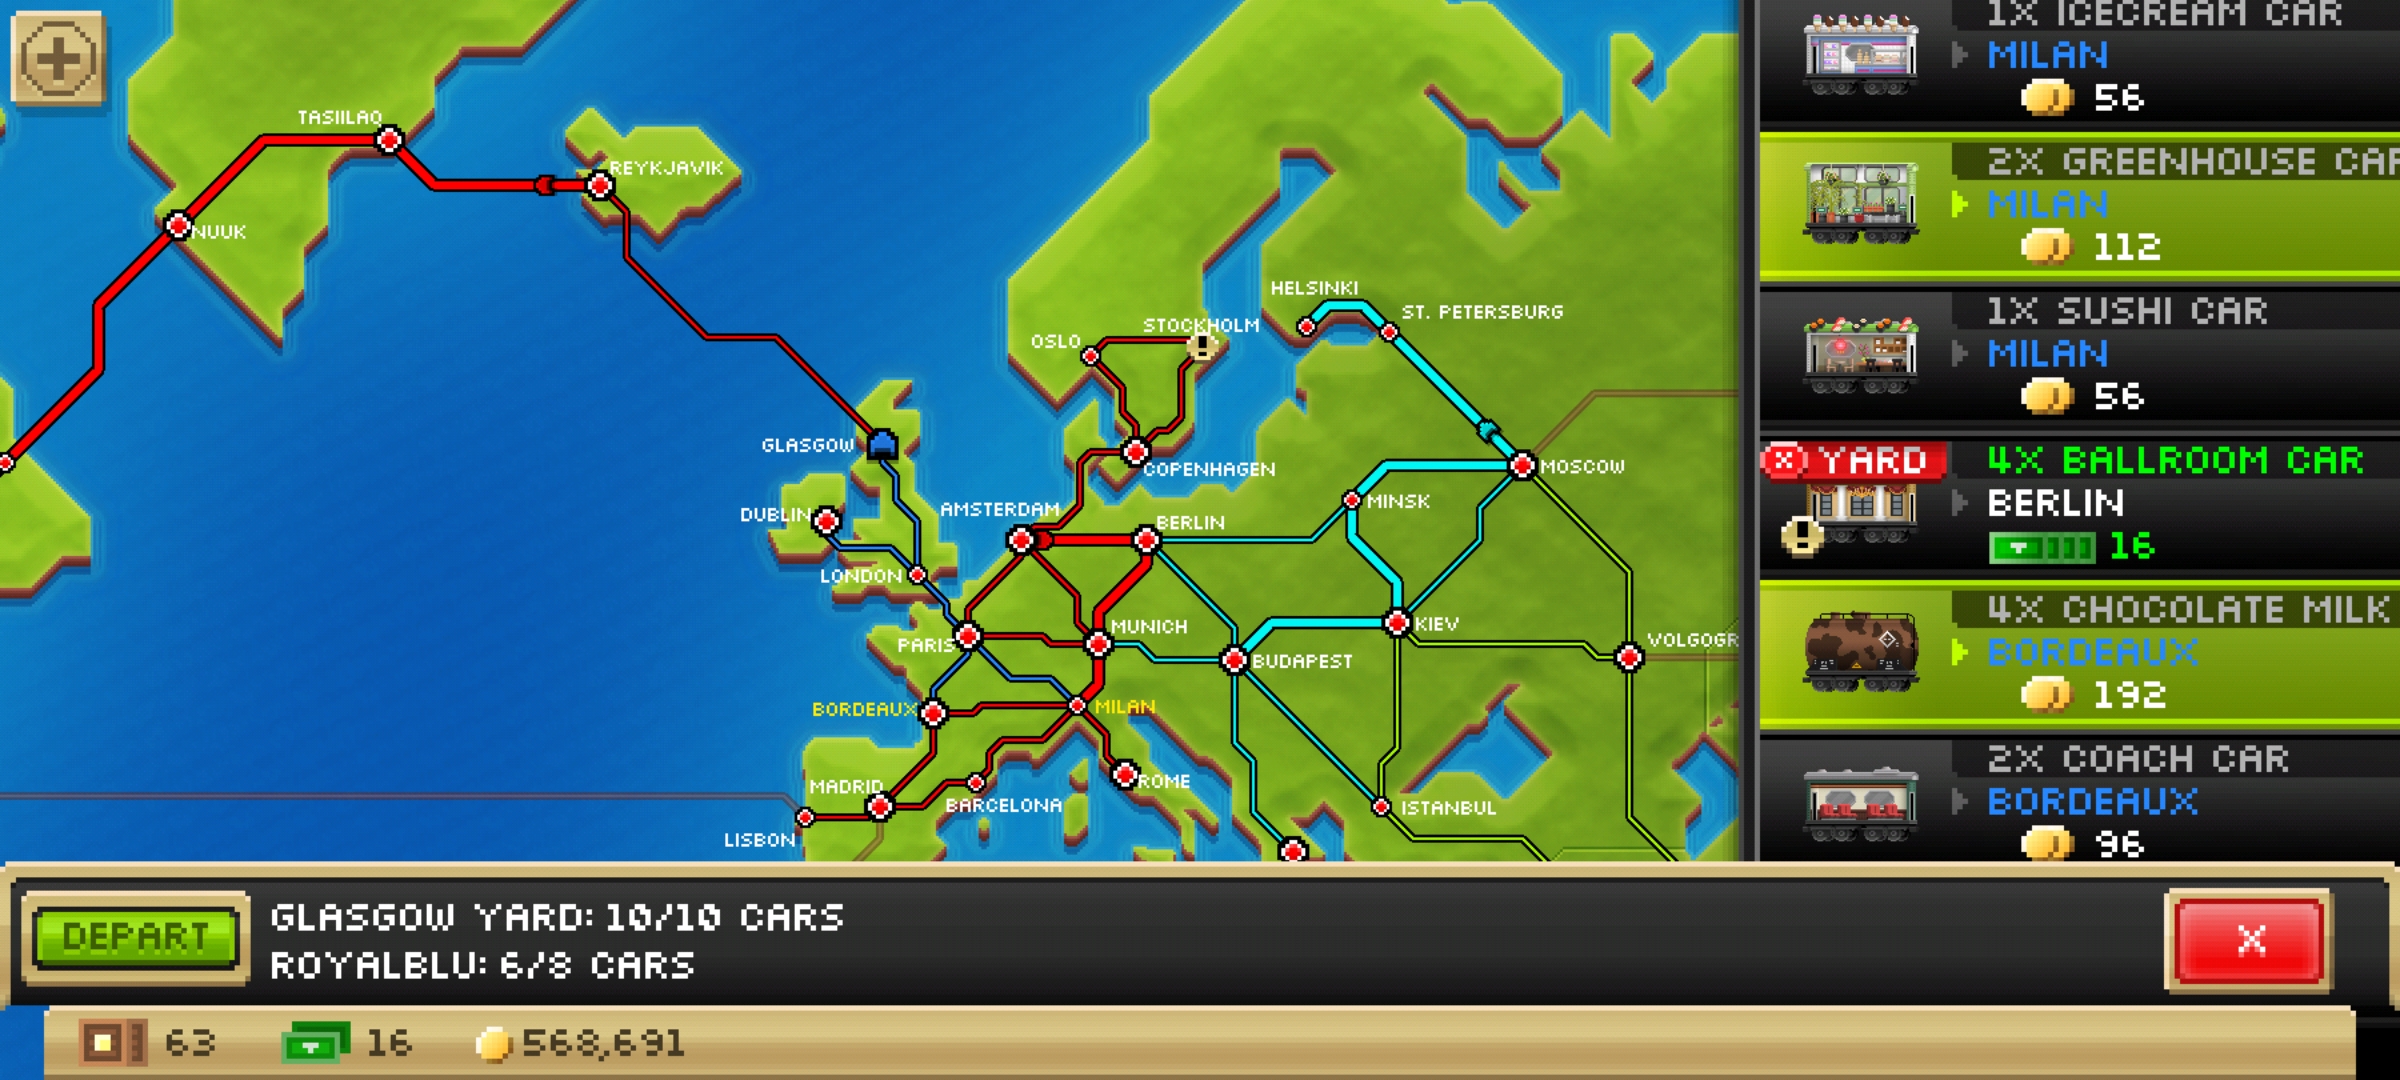 TASIILAQ
REYKJAVIK
NUUK
HELSINKI
ST. PETERSBURG
STOCKHOLM
OSLO
GLASGOW
COPENHAGEN
MOSCOW
MINSK
AMSTERDAM
BERLIN
DUBLIN
LONDON
PARIS
MUNICH
KIEV
BUDAPEST
VOLGOGR
BORDEAUX
MILAN
MADRID
BARCELONA
ROME
ISTANBUL
LISBON
1X ICECREAM CAR
MILAN
56
2X GREENHOUSE CAR
MILAN
112
1X SUSHI CAR
MILAN
56
X YARD
4X BALLROOM CAR
BERLIN
16
4X CHOCOLATE MILK
BORDEAUX
192
2X COACH CAR
BORDEAUX
96
DEPART
GLASGOW YARD: 10/10 CARS
ROYALBLU: 6/8 CARS
X
63
16
568,691